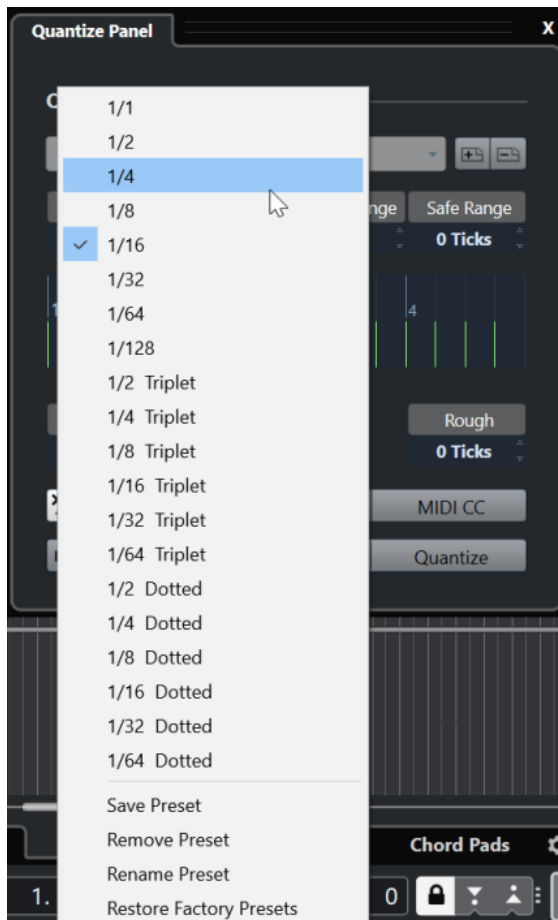 Quantize Panel X
1/1
1/2
1/4
1/8
Safe Range
1/16
0 Ticks
1/32
1/64
4
1/128
1/2 Triplet
1/4 Triplet
Rough
1/8 Triplet
0 Ticks
1/16 Triplet
MIDI CC
1/32 Triplet
1/64 Triplet
Quantize
1/2 Dotted
1/4 Dotted
1/8 Dotted
1/16 Dotted
1/32 Dotted
1/64 Dotted
Save Preset
Remove Preset
Chord Pads
Rename Preset
1.
0
Restore Factory Presets